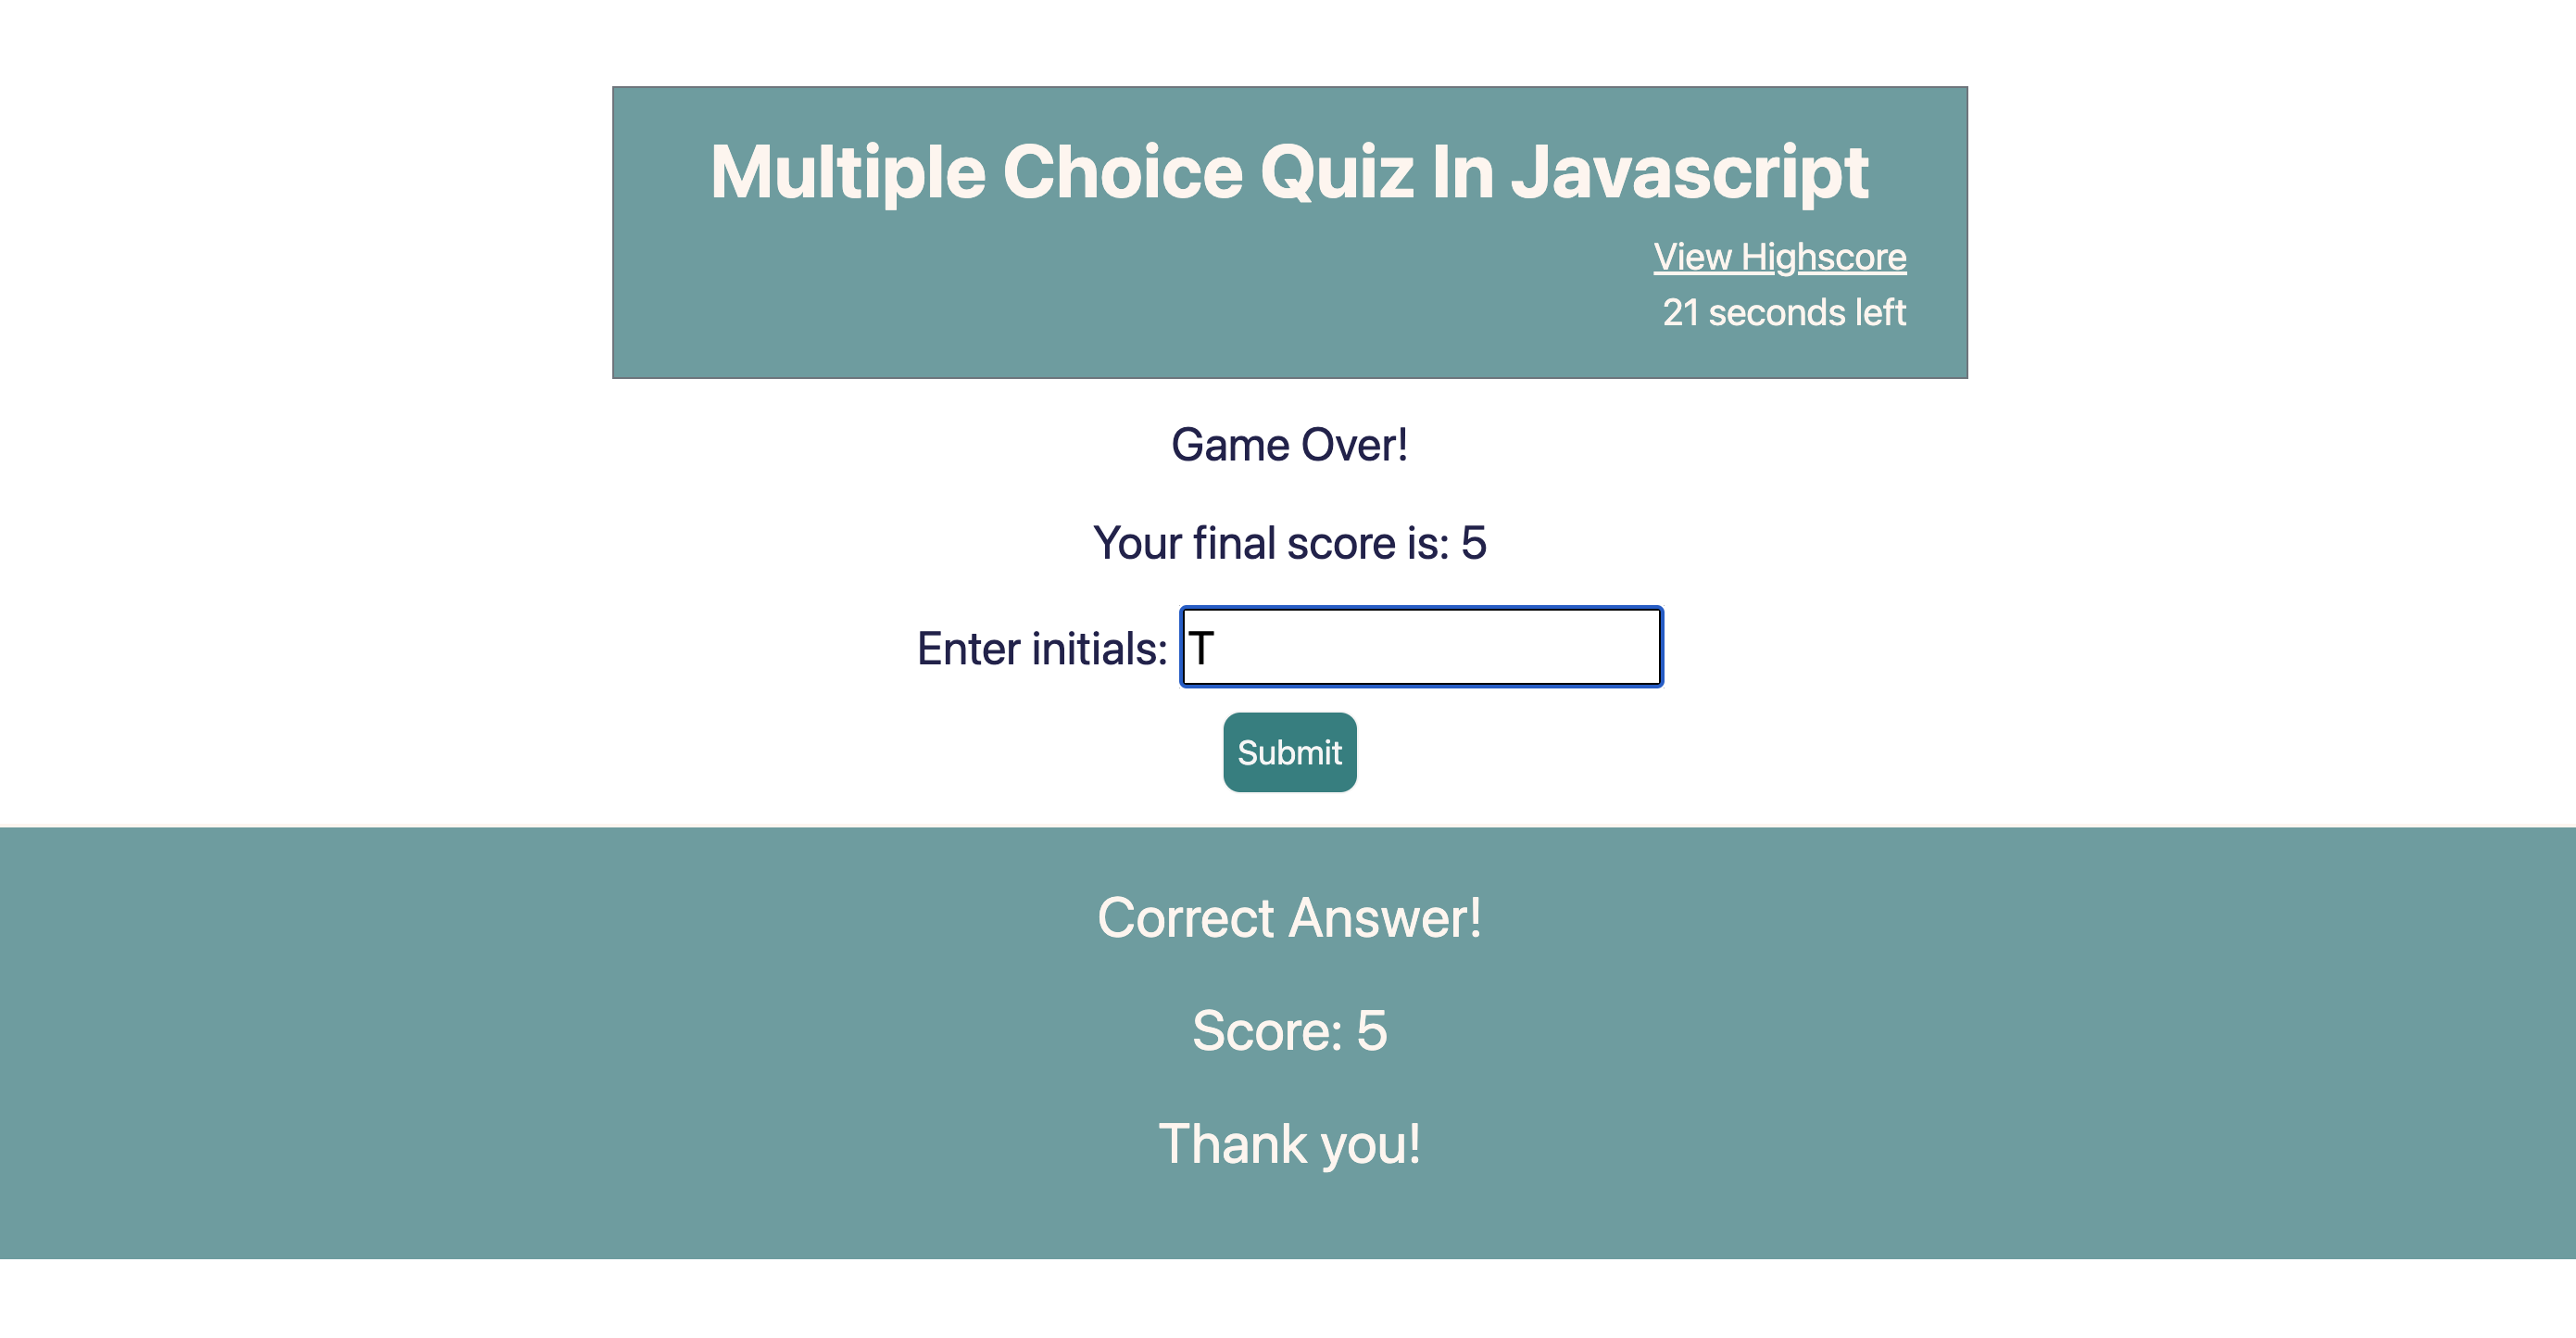 Multiple Choice Quiz In Javascript
View Highscore
21 seconds left
Game Over!
Your final score is: 5
Enter initials: T
Submit
Correct Answer!
Score: 5
Thank you!